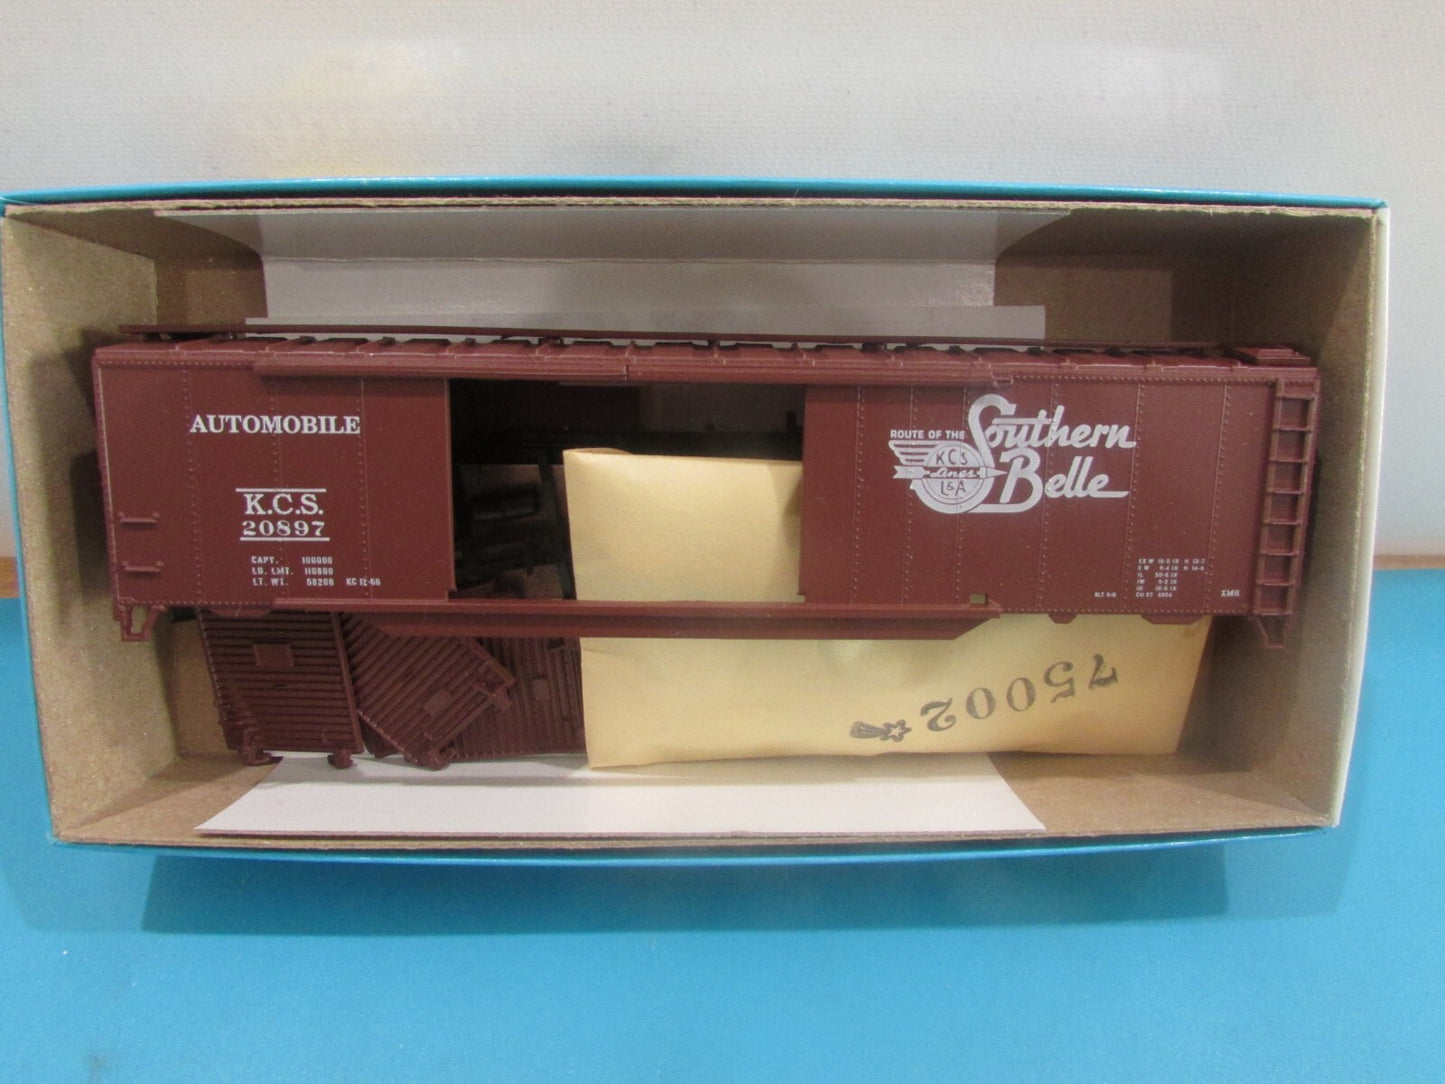 AUTOMOBILE
K.C.S.
20897
CAPY. 100000
LD. LMT. 110800
LT. WT. 58200 KC 12-66
ROUTE OF THE
Southern
Belle
KCS
Lines
L&A
XMR
75002